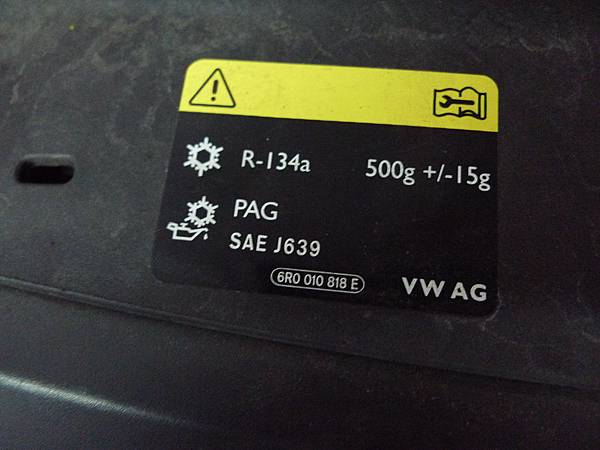 R-134a 500g +/-15g
PAG
SAE J639
6R0 010 818 E
VW AG